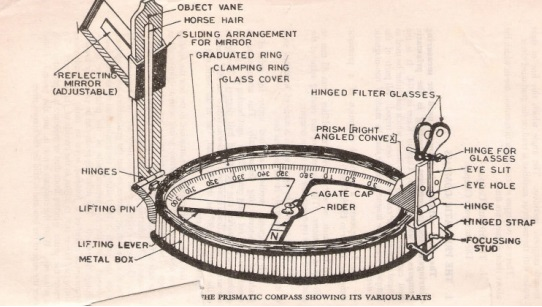 OBJECT VANE
HORSE HAIR
SLIDING ARRANGEMENT
FOR MIRROR
GRADUATED RING
CLAMPING RING
GLASS COVER
REFLECTING
MIRROR
(ADJUSTABLE)
HINGED FILTER GLASSES
PRISM [RIGHT
ANGLED CONVEX]
HINGE FOR
GLASSES
EYE SLIT
EYE HOLE
HINGE
HINGED STRAP
FOCUSSING
STUD
HINGES
LIFTING PIN
AGATE CAP
RIDER
N
LIFTING LEVER
METAL BOX
THE PRISMATIC COMPASS SHOWING ITS VARIOUS PARTS